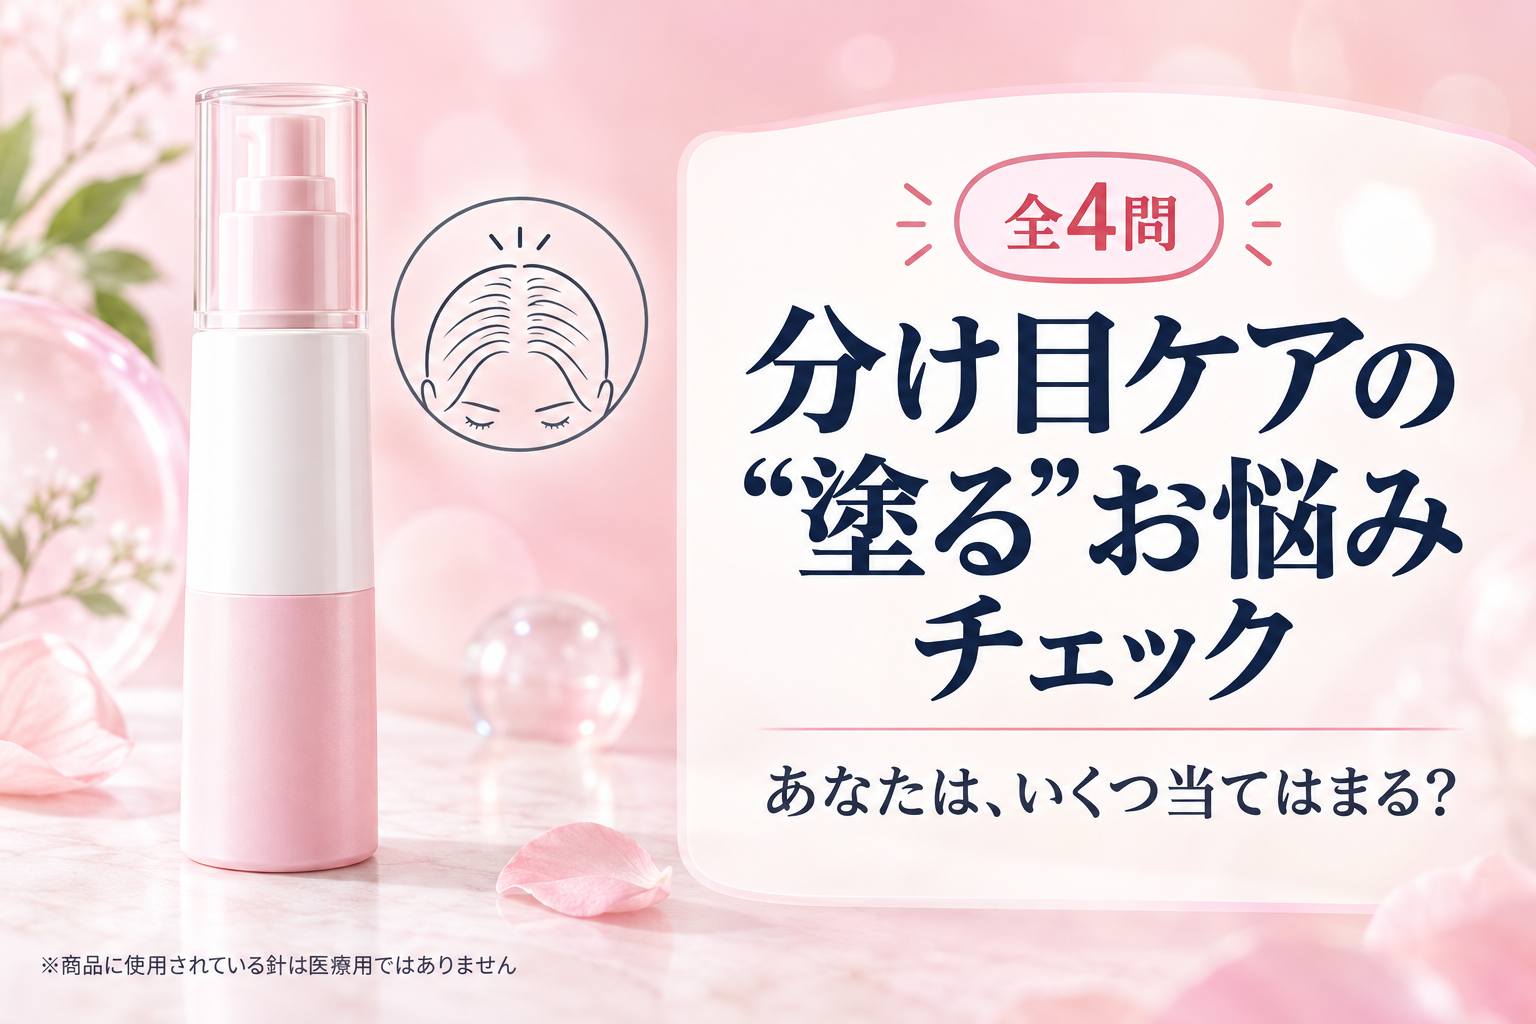 全4問
分け目ケアの
“塗る”お悩み
チェック
あなたは、いくつ当てはまる？
※商品に使用されている針は医療用ではありません